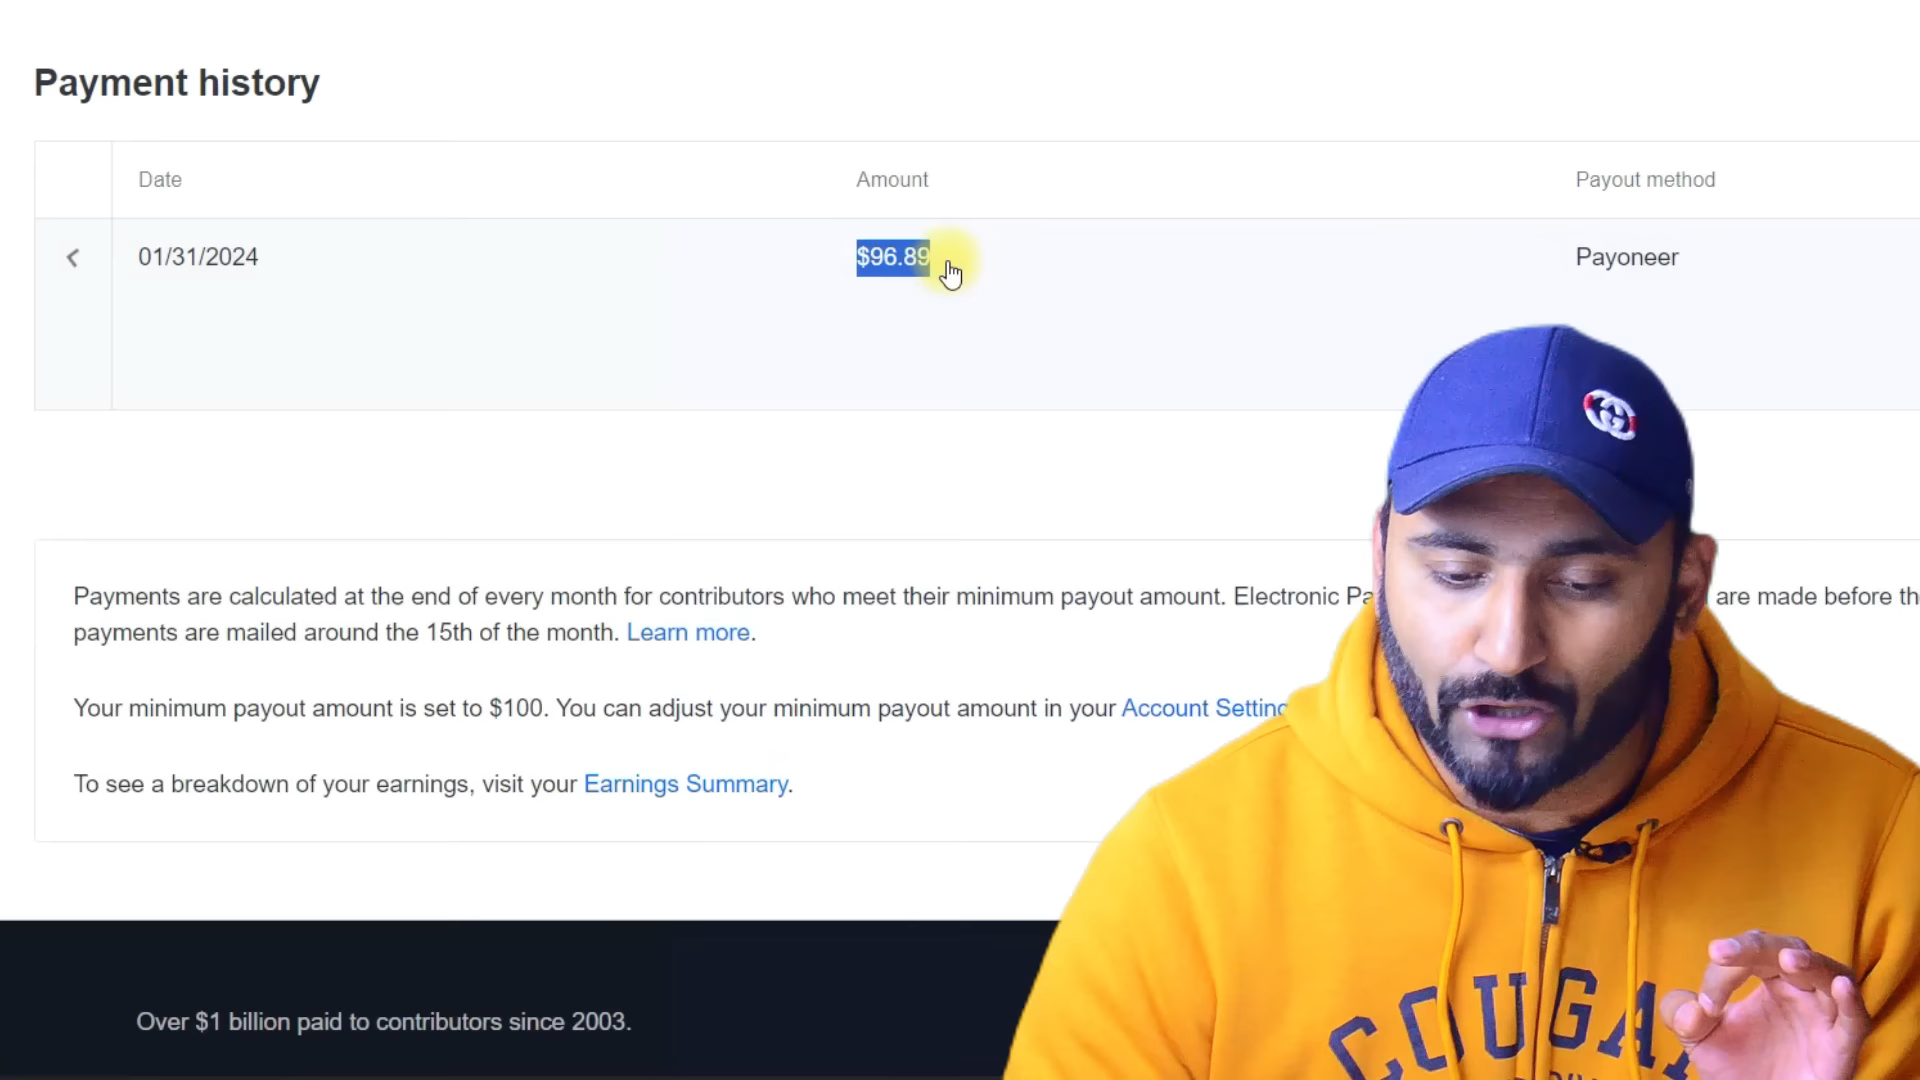 Payment history
Date Amount Payout method
01/31/2024 $96.89 Payoneer
Payments are calculated at the end of every month for contributors who meet their minimum payout amount. Electronic are made before
payments are mailed around the 15th of the month. Learn more.
Your minimum payout amount is set to $100. You can adjust your minimum payout amount in your Account
To see a breakdown of your earnings, visit your Earnings Summary.
Over $1 billion paid to contributors since 2003.